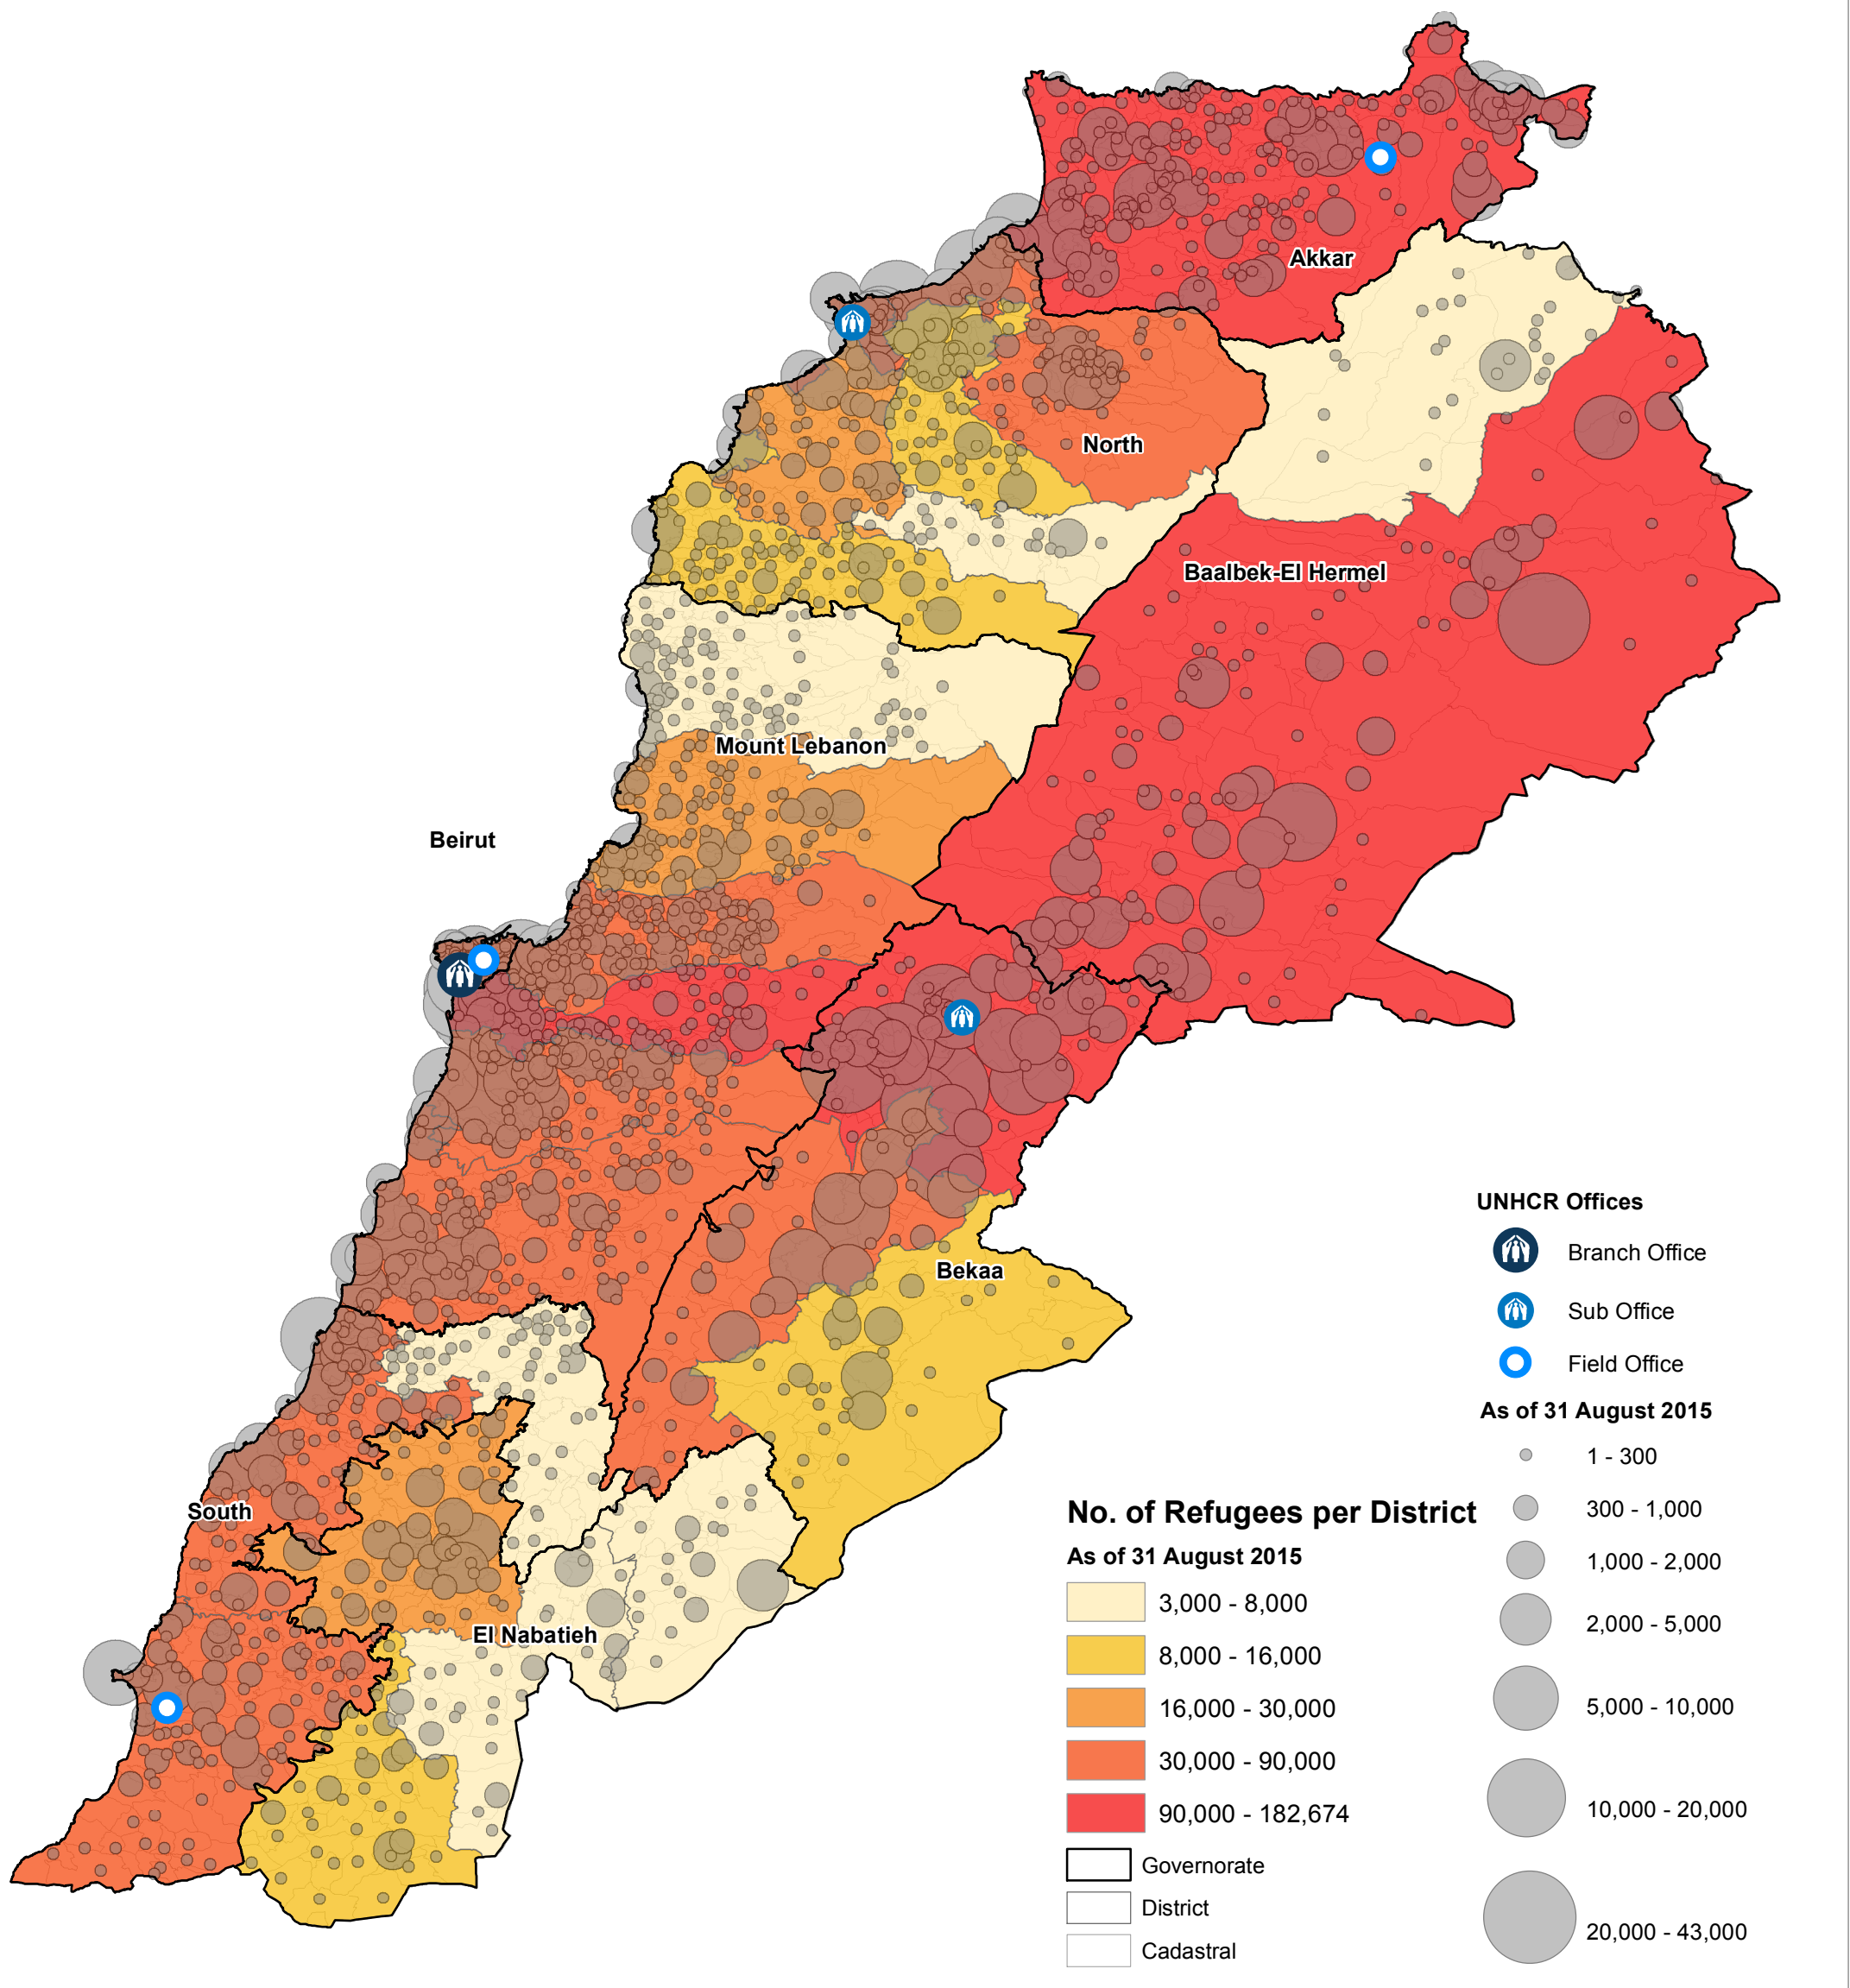 Akkar
North
Baalbek-El Hermel
Mount Lebanon
Beirut
Bekaa
South
El Nabatieh
UNHCR Offices
Branch Office
Sub Office
Field Office
As of 31 August 2015
1 - 300
300 - 1,000
1,000 - 2,000
2,000 - 5,000
5,000 - 10,000
10,000 - 20,000
20,000 - 43,000
No. of Refugees per District
As of 31 August 2015
3,000 - 8,000
8,000 - 16,000
16,000 - 30,000
30,000 - 90,000
90,000 - 182,674
Governorate
District
Cadastral